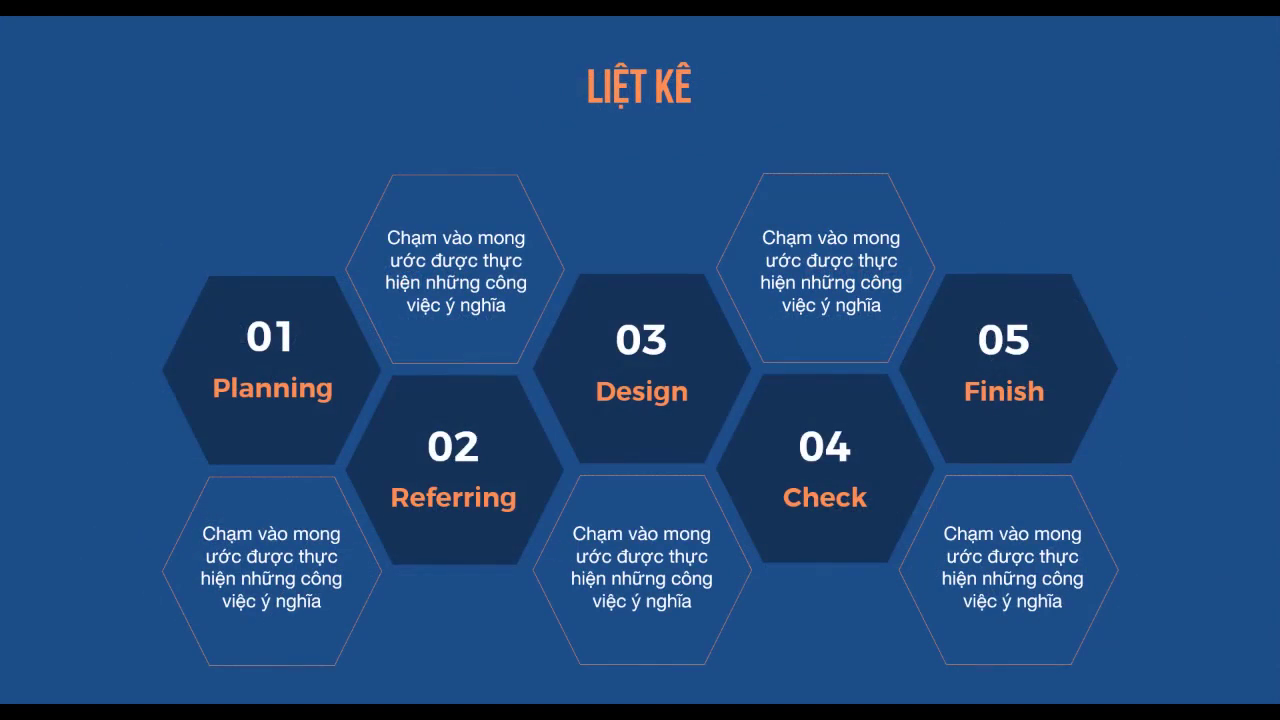 LIỆT KÊ
01
Planning
Chạm vào mong
ước được thực
hiện những công
việc ý nghĩa
Chạm vào mong
ước được thực
hiện những công
việc ý nghĩa
02
Referring
03
Design
Chạm vào mong
ước được thực
hiện những công
việc ý nghĩa
Chạm vào mong
ước được thực
hiện những công
việc ý nghĩa
04
Check
05
Finish
Chạm vào mong
ước được thực
hiện những công
việc ý nghĩa